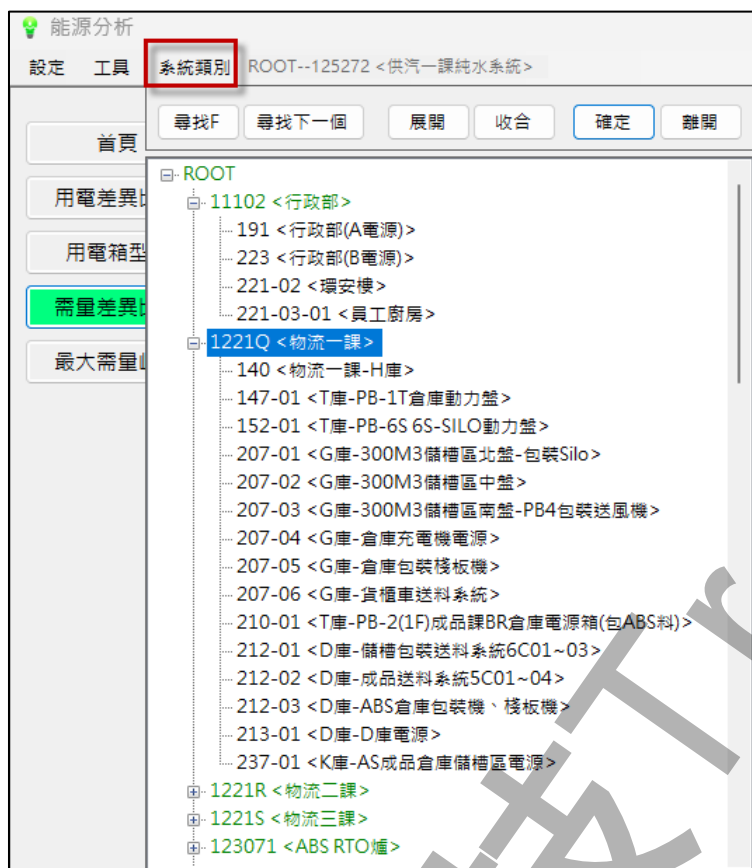 能源分析
設定 工具 系統類別 ROOT--125272 <供汽一課純水系統>
尋找F 尋找下一個 展開 收合 確定 離開
首頁
用電差異
用電箱型
需量差異
最大需量
ROOT
11102 <行政部>
191 <行政部(A電源)>
223 <行政部(B電源)>
221-02 <環安樓>
221-03-01 <員工廚房>
1221Q <物流一課>
140 <物流一課-H庫>
147-01 <T庫-PB-1T倉庫動力盤>
152-01 <T庫-PB-6S 6S-SILO動力盤>
207-01 <G庫-300M3儲槽區北盤-包裝Silo>
207-02 <G庫-300M3儲槽區中盤>
207-03 <G庫-300M3儲槽區南盤-PB4包裝送風機>
207-04 <G庫-倉庫充電機電源>
207-05 <G庫-倉庫包裝棧板機>
207-06 <G庫-貨櫃車送料系統>
210-01 <T庫-PB-2(1F)成品課BR倉庫電源箱(包ABS料)>
212-01 <D庫-儲槽包裝送料系統6C01~03>
212-02 <D庫-成品送料系統5C01~04>
212-03 <D庫-ABS倉庫包裝機、棧板機>
213-01 <D庫-D庫電源>
237-01 <K庫-AS成品倉庫儲槽區電源>
1221R <物流二課>
1221S <物流三課>
123071 <ABS RTO爐>